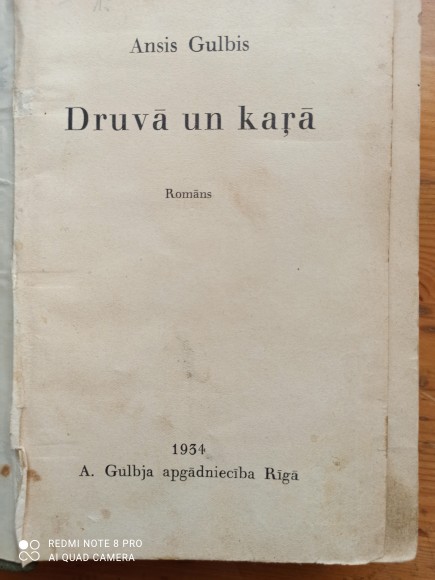 Ansis Gulbis
Druvā un kaŗā
Romāns
1934
A. Gulbja apgādniecība Rīgā
REDMI NOTE 8 PRO
AI QUAD CAMERA